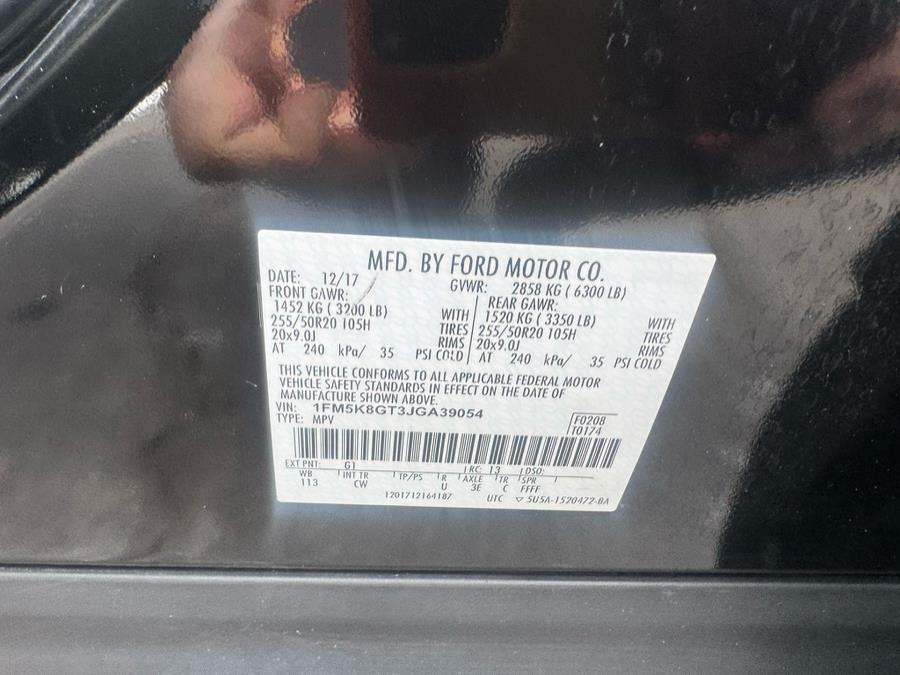 MFD. BY FORD MOTOR CO.
DATE: 12/17 GVWR: 2858 KG ( 6300 LB)
FRONT GAWR: REAR GAWR:
1452 KG ( 3200 LB) WITH 1520 KG ( 3350 LB) WITH
255/50R20 105H TIRES 255/50R20 105H TIRES
20x9.0J RIMS 20x9.0J RIMS
AT 240 kPa/ 35 PSI COLD AT 240 kPa/ 35 PSI COLD
THIS VEHICLE CONFORMS TO ALL APPLICABLE FEDERAL MOTOR
VEHICLE SAFETY STANDARDS IN EFFECT ON THE DATE OF
MANUFACTURE SHOWN ABOVE.
VIN: 1FM5K8GT3JGA39054 F0208
TYPE: MPV T0174
EXT PNT: G1 RC: 13 DSO:
WB INT TR TP/PS R AXLE TR SPR
113 CW U 3E C FFFF
1201712164187 UTC ▽ 5U5A-1520472-BA